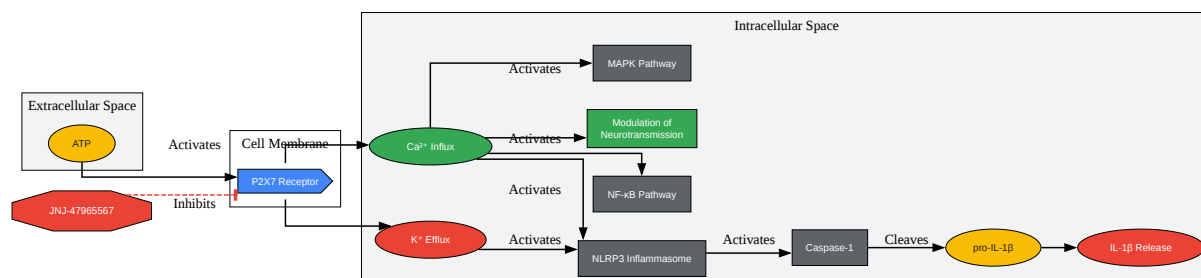 Intracellular Space
Activates
MAPK Pathway
Extracellular Space
ATP
Activates
Cell Membrane
P2X7 Receptor
JNJ-47965567
Inhibits
Ca²⁺ Influx
Activates
Modulation of
Neurotransmission
NF-κB Pathway
Activates
K⁺ Efflux
Activates
NLRP3 Inflammasome
Activates
Caspase-1
Cleaves
pro-IL-1β
IL-1β Release